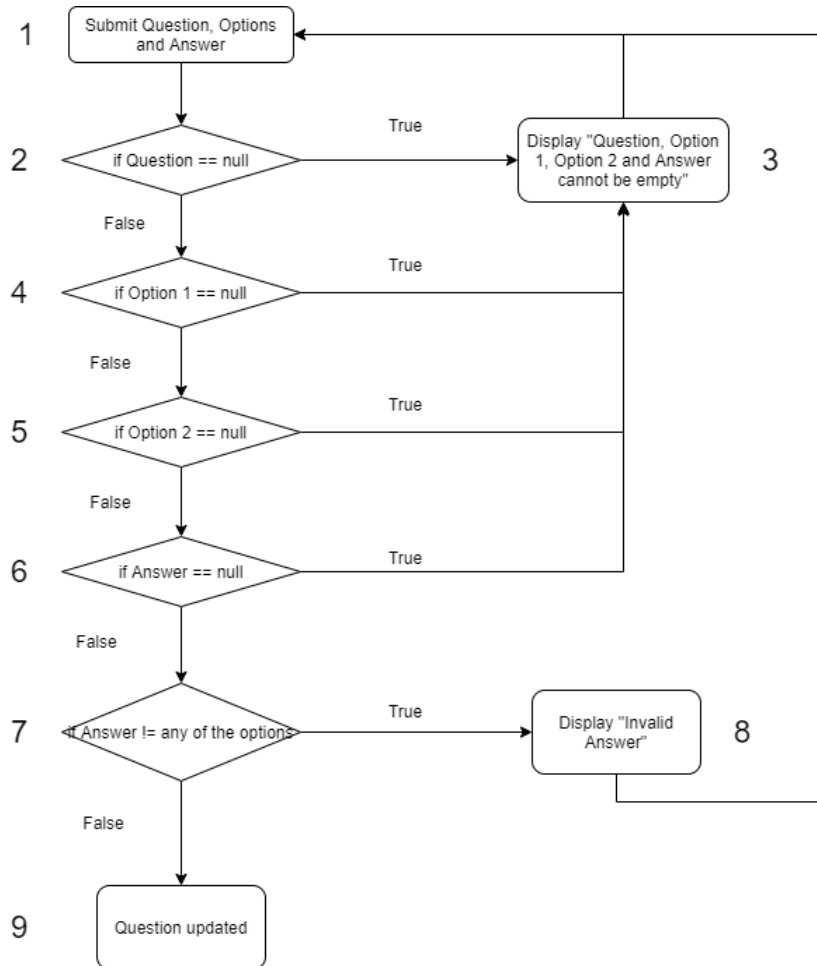 1
Submit Question, Options
and Answer
True
2
if Question == null
Display "Question, Option
1, Option 2 and Answer
cannot be empty"
3
False
True
4
if Option 1 == null
False
True
5
if Option 2 == null
False
True
6
if Answer == null
False
True
7
if Answer != any of the options
Display "Invalid
Answer"
8
False
9
Question updated